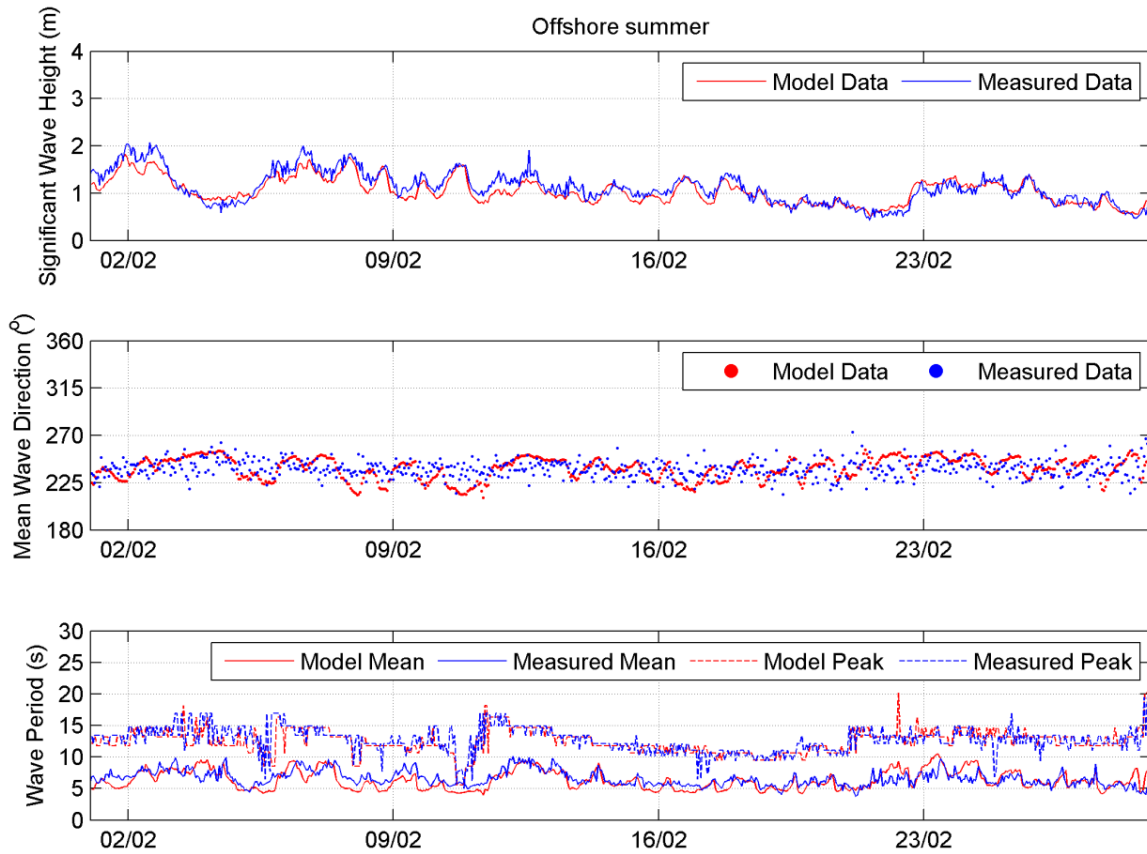 Offshore summer
Significant Wave Height (m)
4
3
2
1
0
Model Data Measured Data
02/02 09/02 16/02 23/02
Mean Wave Direction (º)
360
315
270
225
180
Model Data Measured Data
02/02 09/02 16/02 23/02
Wave Period (s)
30
25
20
15
10
5
0
Model Mean Measured Mean Model Peak Measured Peak
02/02 09/02 16/02 23/02